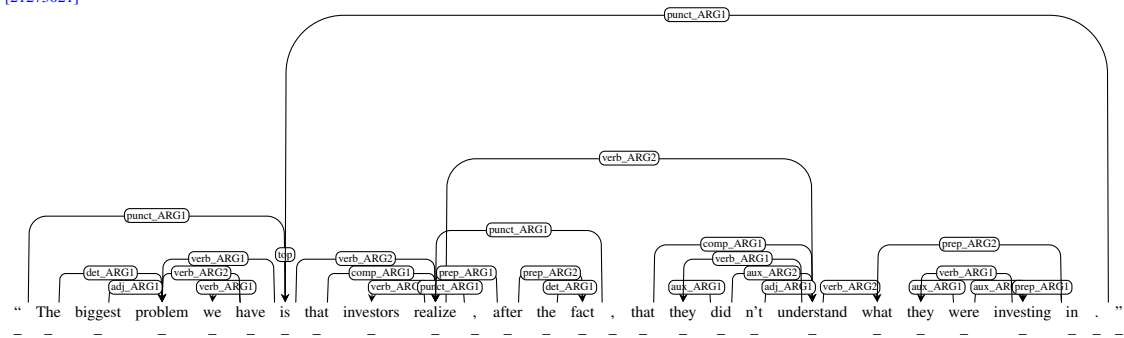 [21275021]
punct_ARG1
verb_ARG2
punct_ARG1
punct_ARG1
comp_ARG1 prep_ARG2
verb_ARG1 top verb_ARG2 verb_ARG1
det_ARG1 verb_ARG2 comp_ARG1 prep_ARG1 prep_ARG2 aux_ARG2 verb_ARG1
adj_ARG1 verb_ARG1 punct_ARG1 det_ARG1 aux_ARG1 adj_ARG1 verb_ARG2 aux_ARG1 prep_ARG1
“ The biggest problem we have is that investors realize , after the fact , that they did n’t understand what they were investing in . ”
_ _ _ _ _ _ _ _ _ _ _ _ _ _ _ _ _ _ _ _ _ _ _ _ _ _ _ _